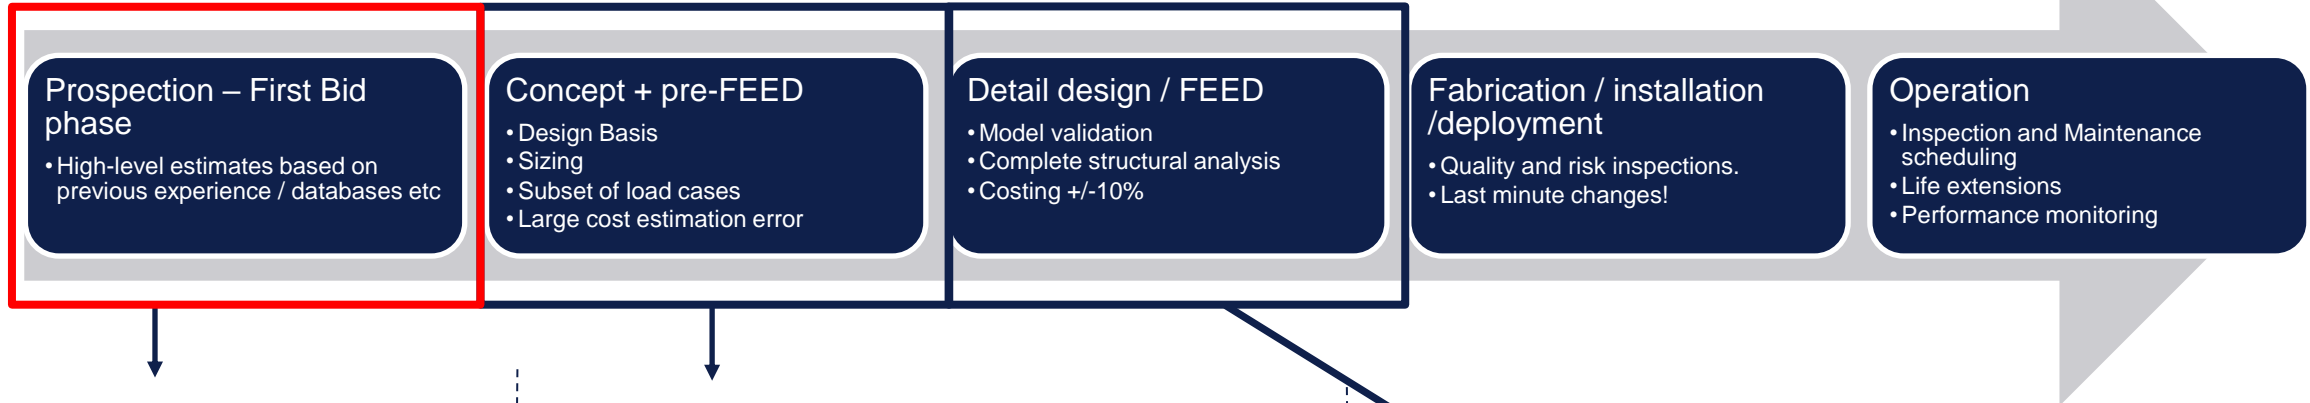 Prospection – First Bid
phase
• High-level estimates based on
previous experience / databases etc
Concept + pre-FEED
• Design Basis
• Sizing
• Subset of load cases
• Large cost estimation error
Detail design / FEED
• Model validation
• Complete structural analysis
• Costing +/-10%
Fabrication / installation
/deployment
• Quality and risk inspections.
• Last minute changes!
Operation
• Inspection and Maintenance
scheduling
• Life extensions
• Performance monitoring